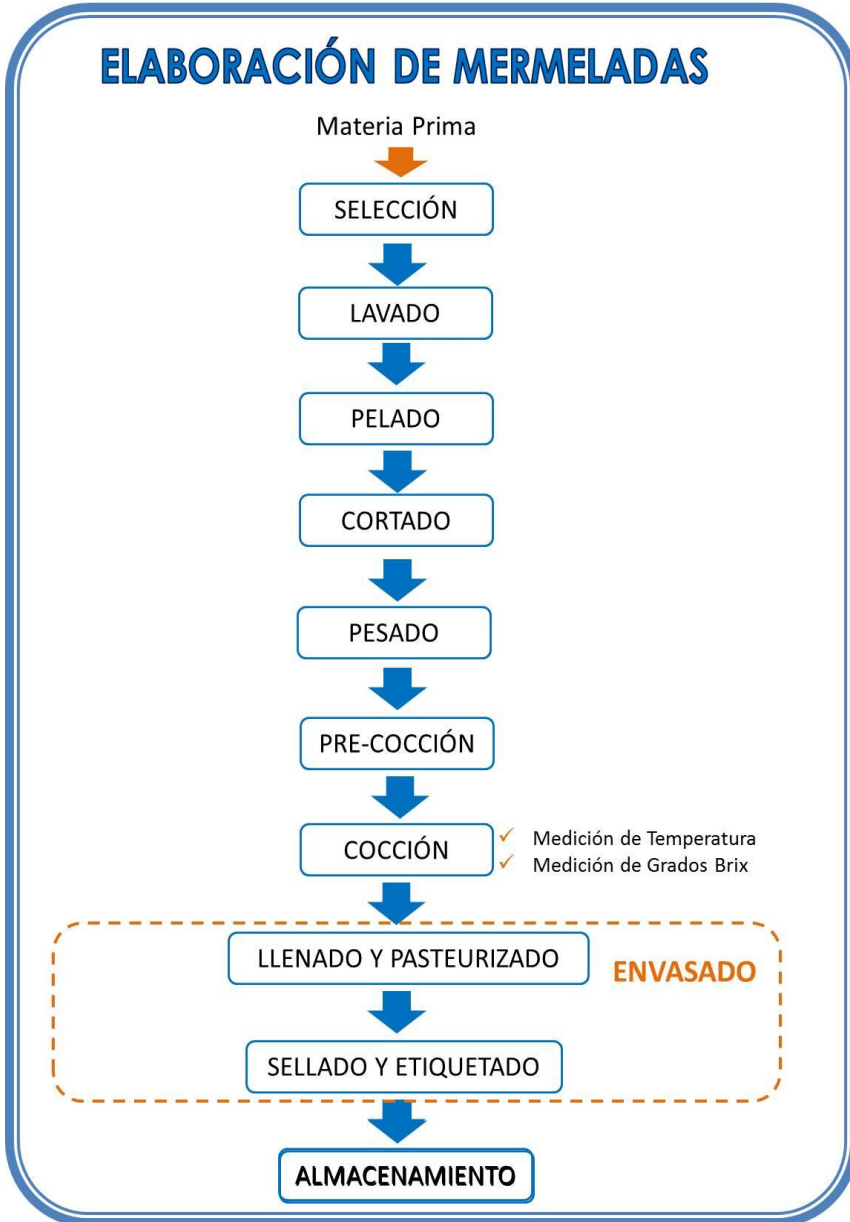 ELABORACIÓN DE MERMELADAS
Materia Prima
SELECCIÓN
LAVADO
PELADO
CORTADO
PESADO
PRE-COCCIÓN
COCCIÓN
Medición de Temperatura
Medición de Grados Brix
LLENADO Y PASTEURIZADO
ENVASADO
SELLADO Y ETIQUETADO
ALMACENAMIENTO